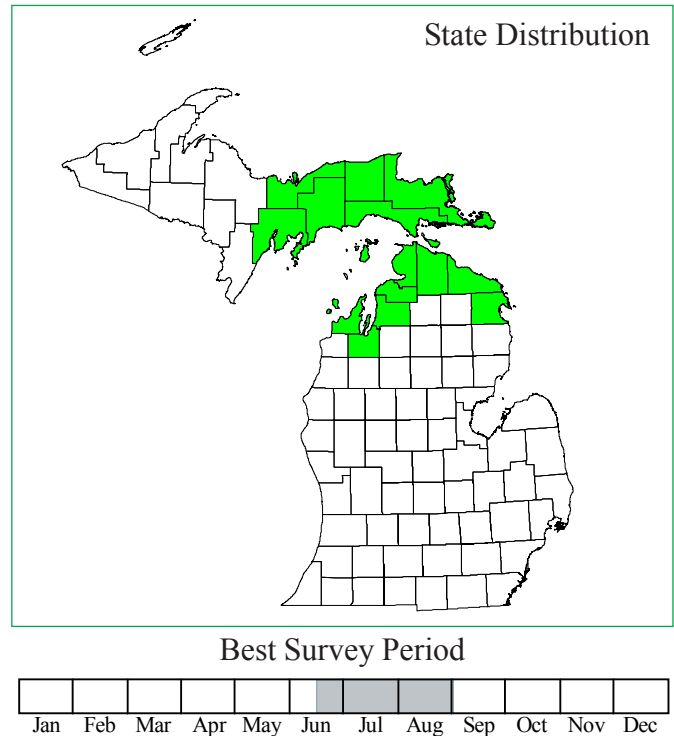 State Distribution
Best Survey Period
Jan Feb Mar Apr May Jun Jul Aug Sep Oct Nov Dec